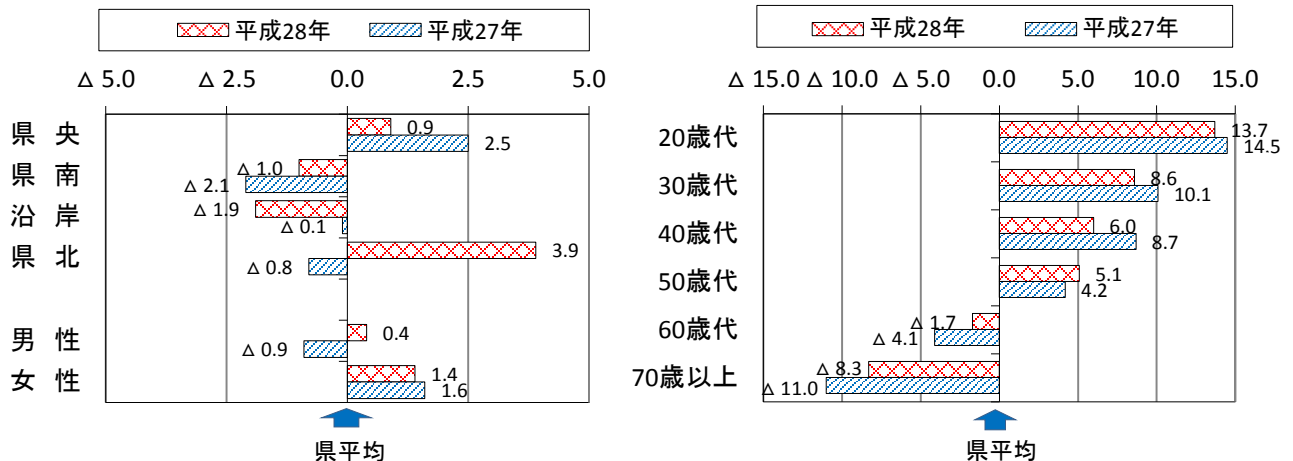 平成28年 平成27年
△ 5.0 △ 2.5 0.0 2.5 5.0
県 央 0.9
2.5
県 南 △ 1.0
△ 2.1
沿 岸 △ 1.9
△ 0.1
県 北 3.9
△ 0.8
男 性 0.4
△ 0.9
女 性 1.4
1.6
県平均
平成28年 平成27年
△ 15.0 △ 10.0 △ 5.0 0.0 5.0 10.0 15.0
20歳代 13.7
14.5
30歳代 8.6
10.1
40歳代 6.0
8.7
50歳代 5.1
4.2
60歳代 △ 1.7
△ 4.1
70歳以上 △ 8.3
△ 11.0
県平均